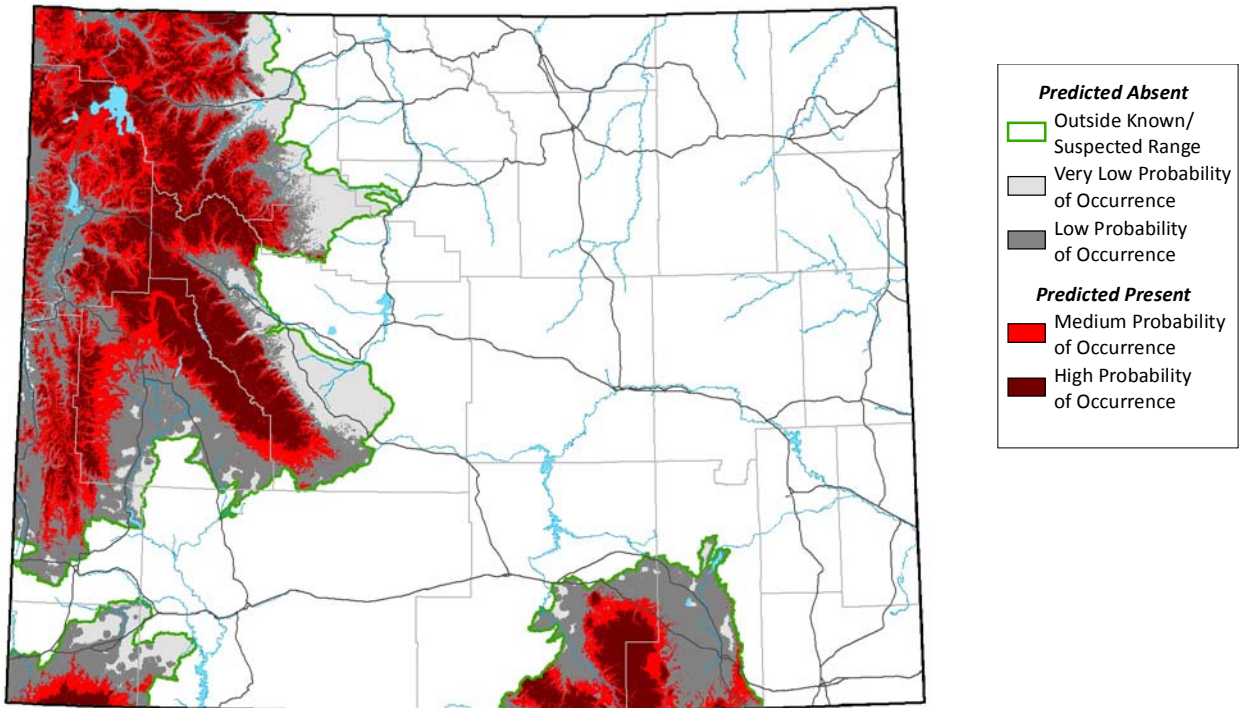 Predicted Absent
Outside Known/
Suspected Range
Very Low Probability
of Occurrence
Low Probability
of Occurrence
Predicted Present
Medium Probability
of Occurrence
High Probability
of Occurrence